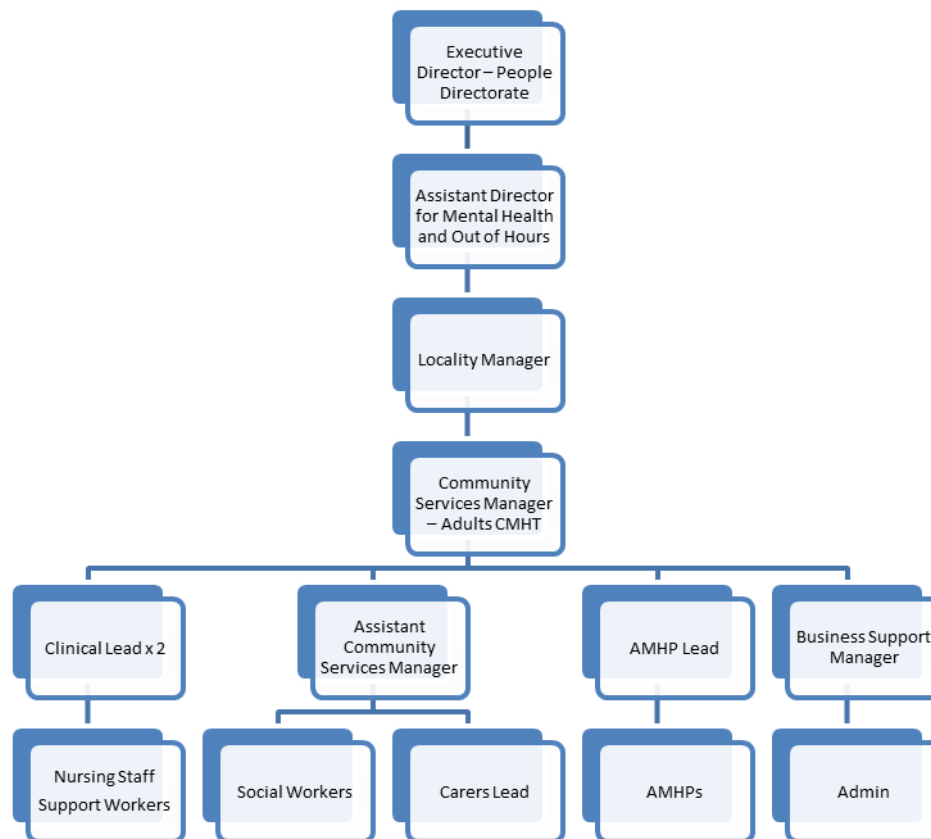 Executive
Director – People
Directorate
Assistant Director
for Mental Health
and Out of Hours
Locality Manager
Community
Services Manager
– Adults CMHT
Clinical Lead x 2
Assistant
Community
Services Manager
AMHP Lead
Business Support
Manager
Nursing Staff
Support Workers
Social Workers
Carers Lead
AMHPs
Admin